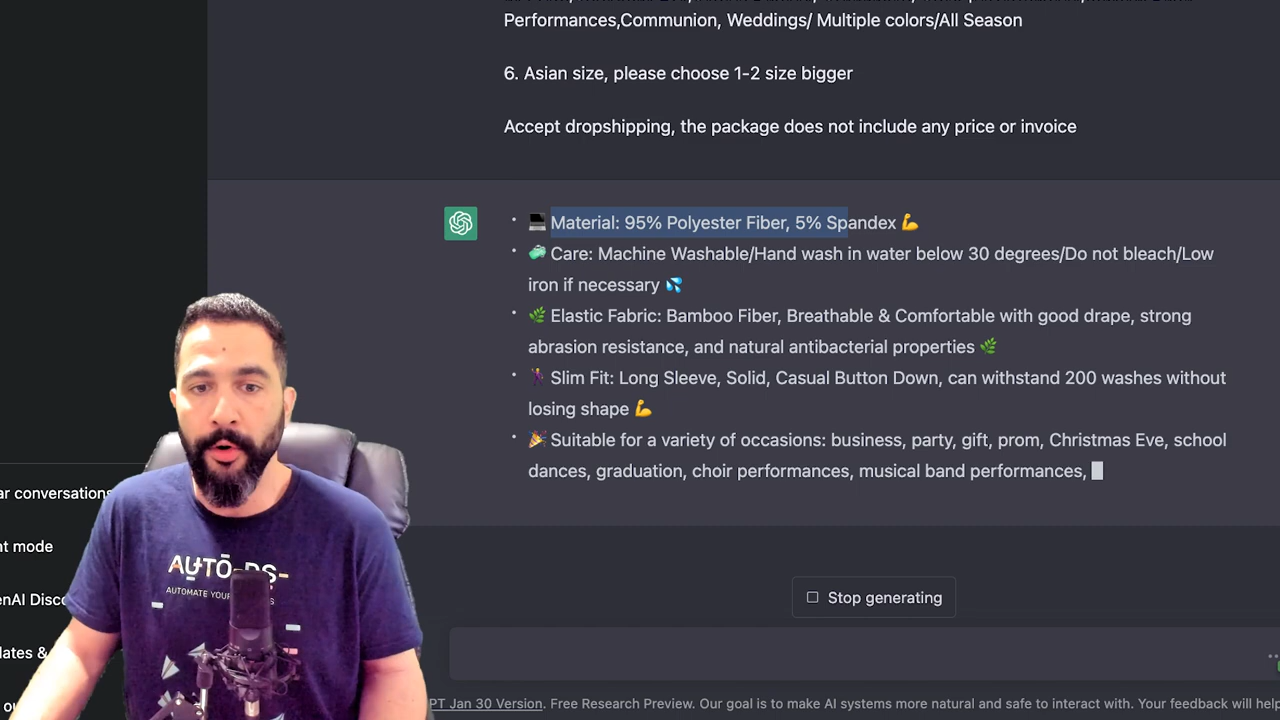 Performances,Communion, Weddings/ Multiple colors/All Season
6. Asian size, please choose 1-2 size bigger
Accept dropshipping, the package does not include any price or invoice
Material: 95% Polyester Fiber, 5% Spandex 💪
🧼 Care: Machine Washable/Hand wash in water below 30 degrees/Do not bleach/Low
iron if necessary 💦
🌿 Elastic Fabric: Bamboo Fiber, Breathable & Comfortable with good drape, strong
abrasion resistance, and natural antibacterial properties 🌿
Slim Fit: Long Sleeve, Solid, Casual Button Down, can withstand 200 washes without
losing shape 💪
🎉 Suitable for a variety of occasions: business, party, gift, prom, Christmas Eve, school
dances, graduation, choir performances, musical band performances,
ar conversations
nt mode
enAI Disco
dates &
AUTO-DS-
AUTOMATE YOUR
Stop generating
PT Jan 30 Version. Free Research Preview. Our goal is to make AI systems more natural and safe to interact with. Your feedback will help